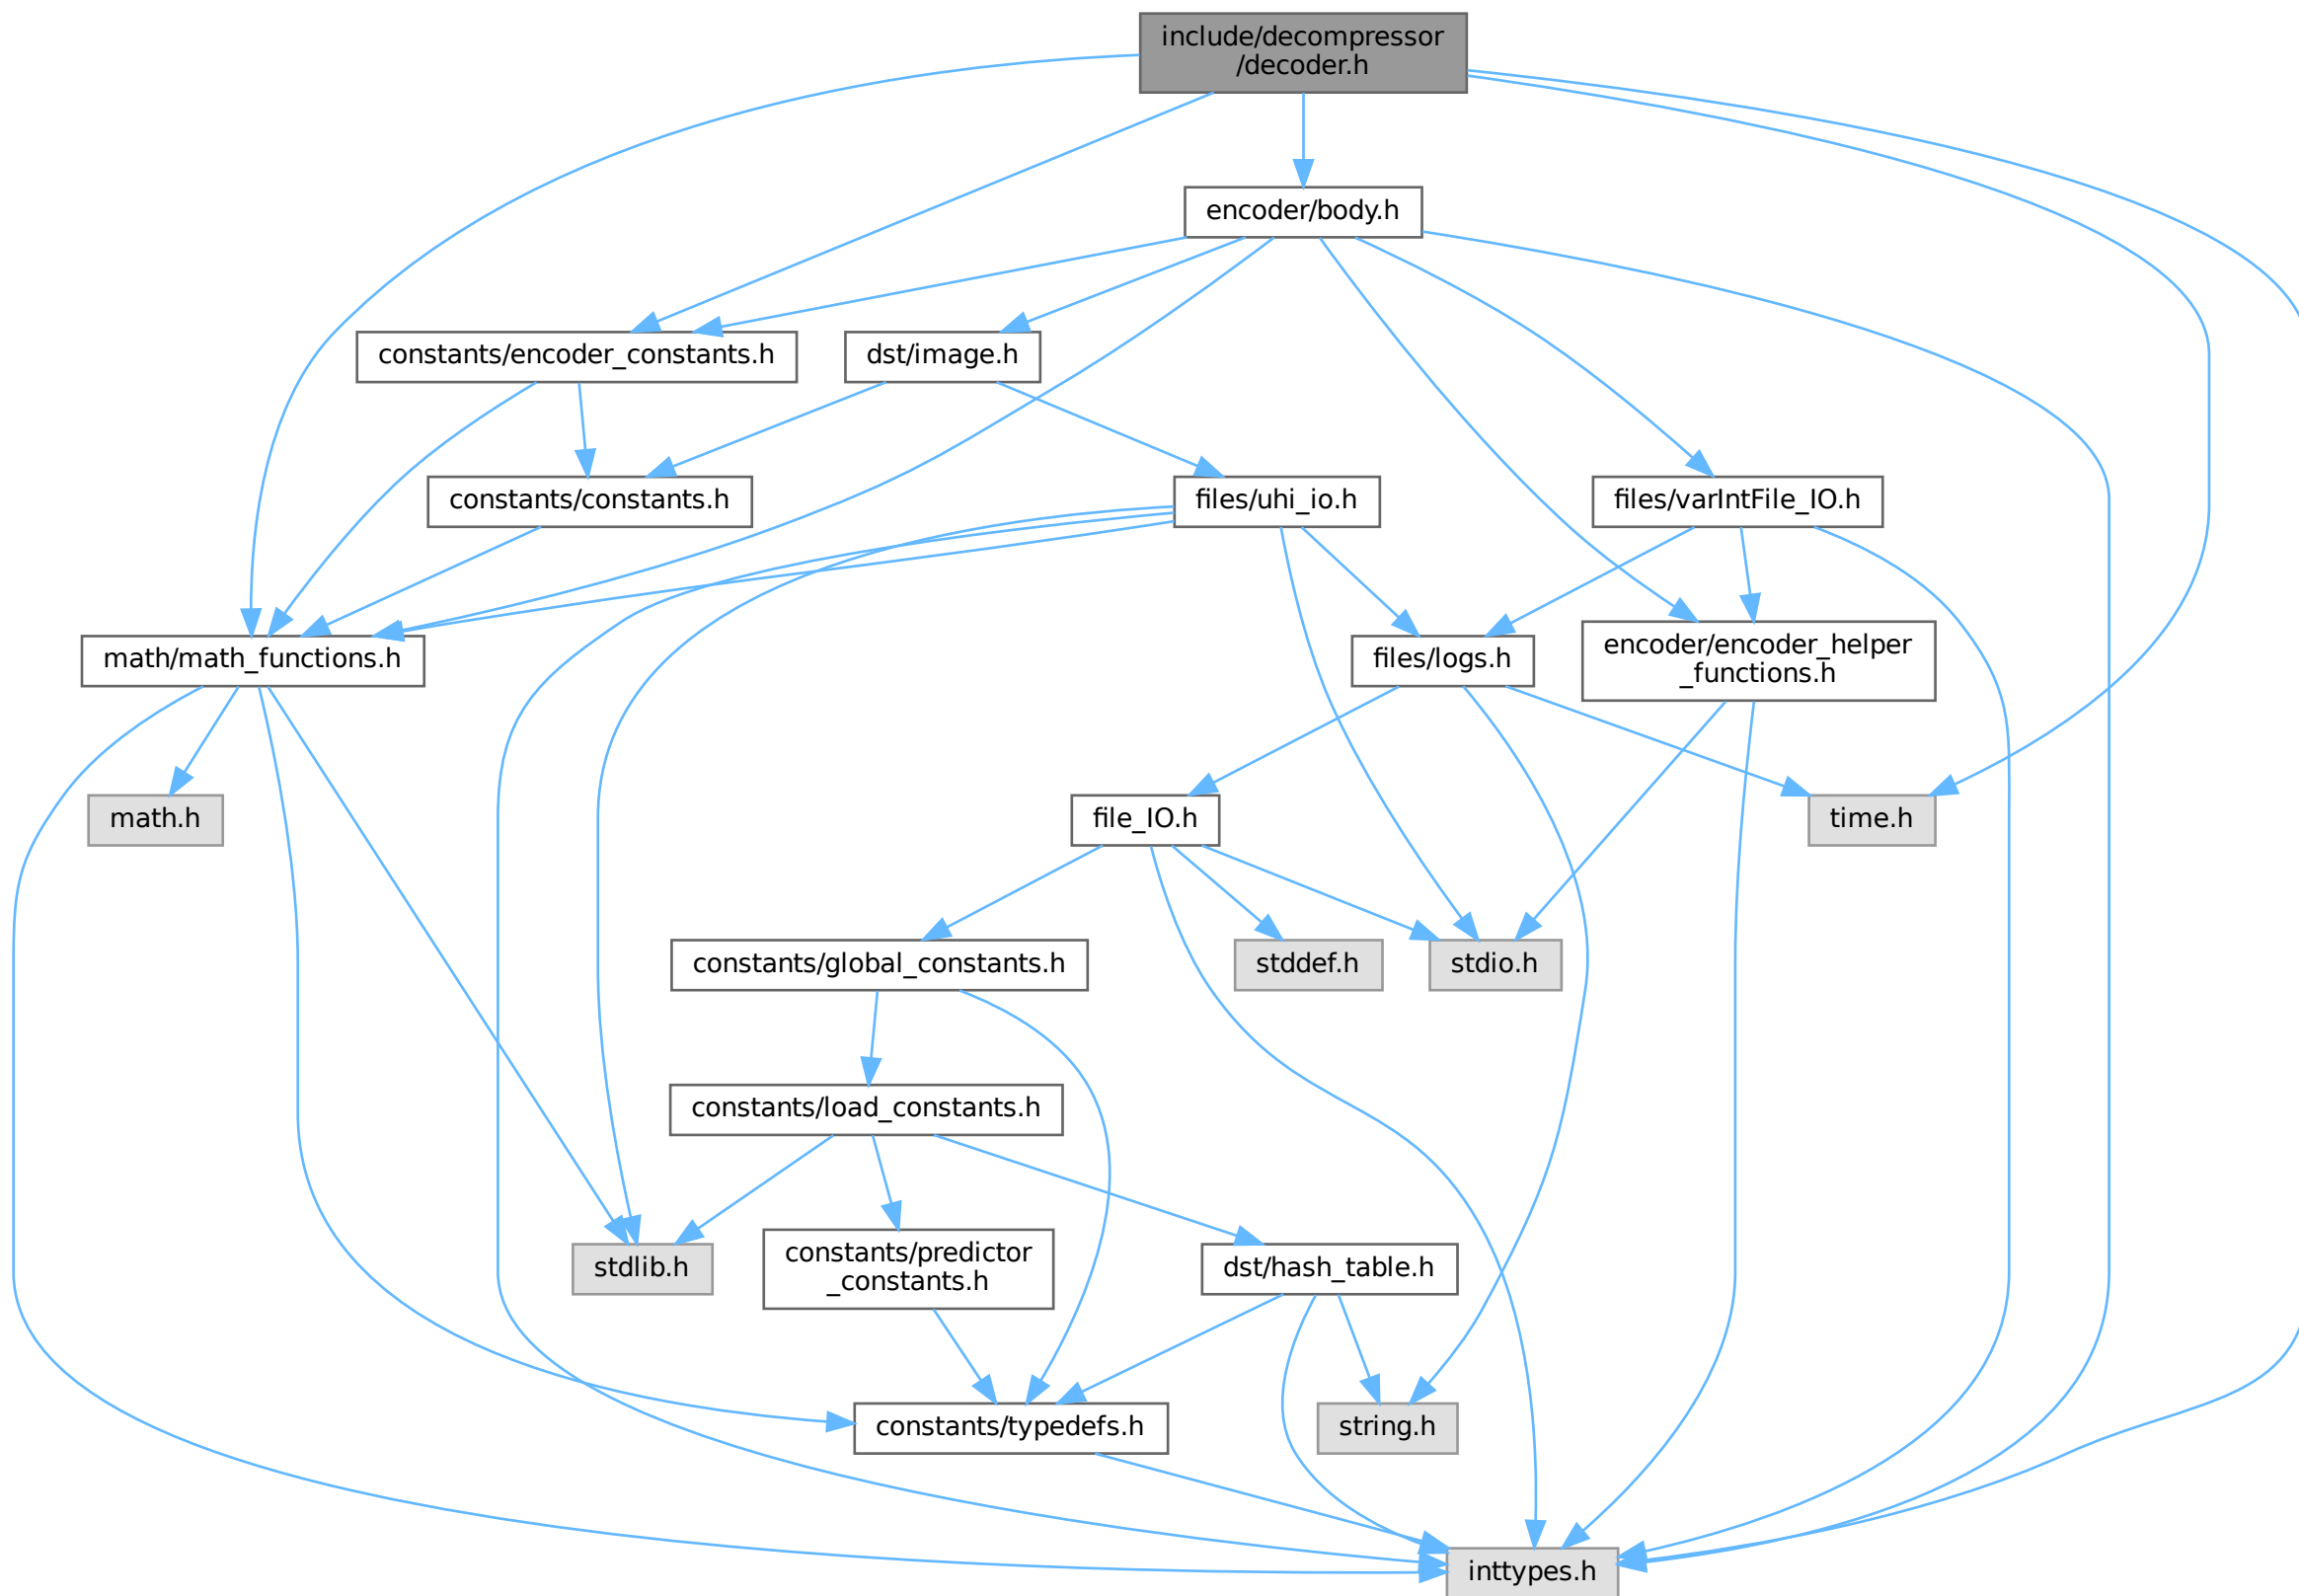 include/decompressor
/decoder.h
encoder/body.h
constants/encoder_constants.h
dst/image.h
constants/constants.h
files/uhi_io.h
files/varIntFile_IO.h
math/math_functions.h
files/logs.h
encoder/encoder_helper
_functions.h
math.h
file_IO.h
time.h
constants/global_constants.h
stddef.h
stdio.h
constants/load_constants.h
stdlib.h
constants/predictor
_constants.h
dst/hash_table.h
constants/typedefs.h
string.h
inttypes.h